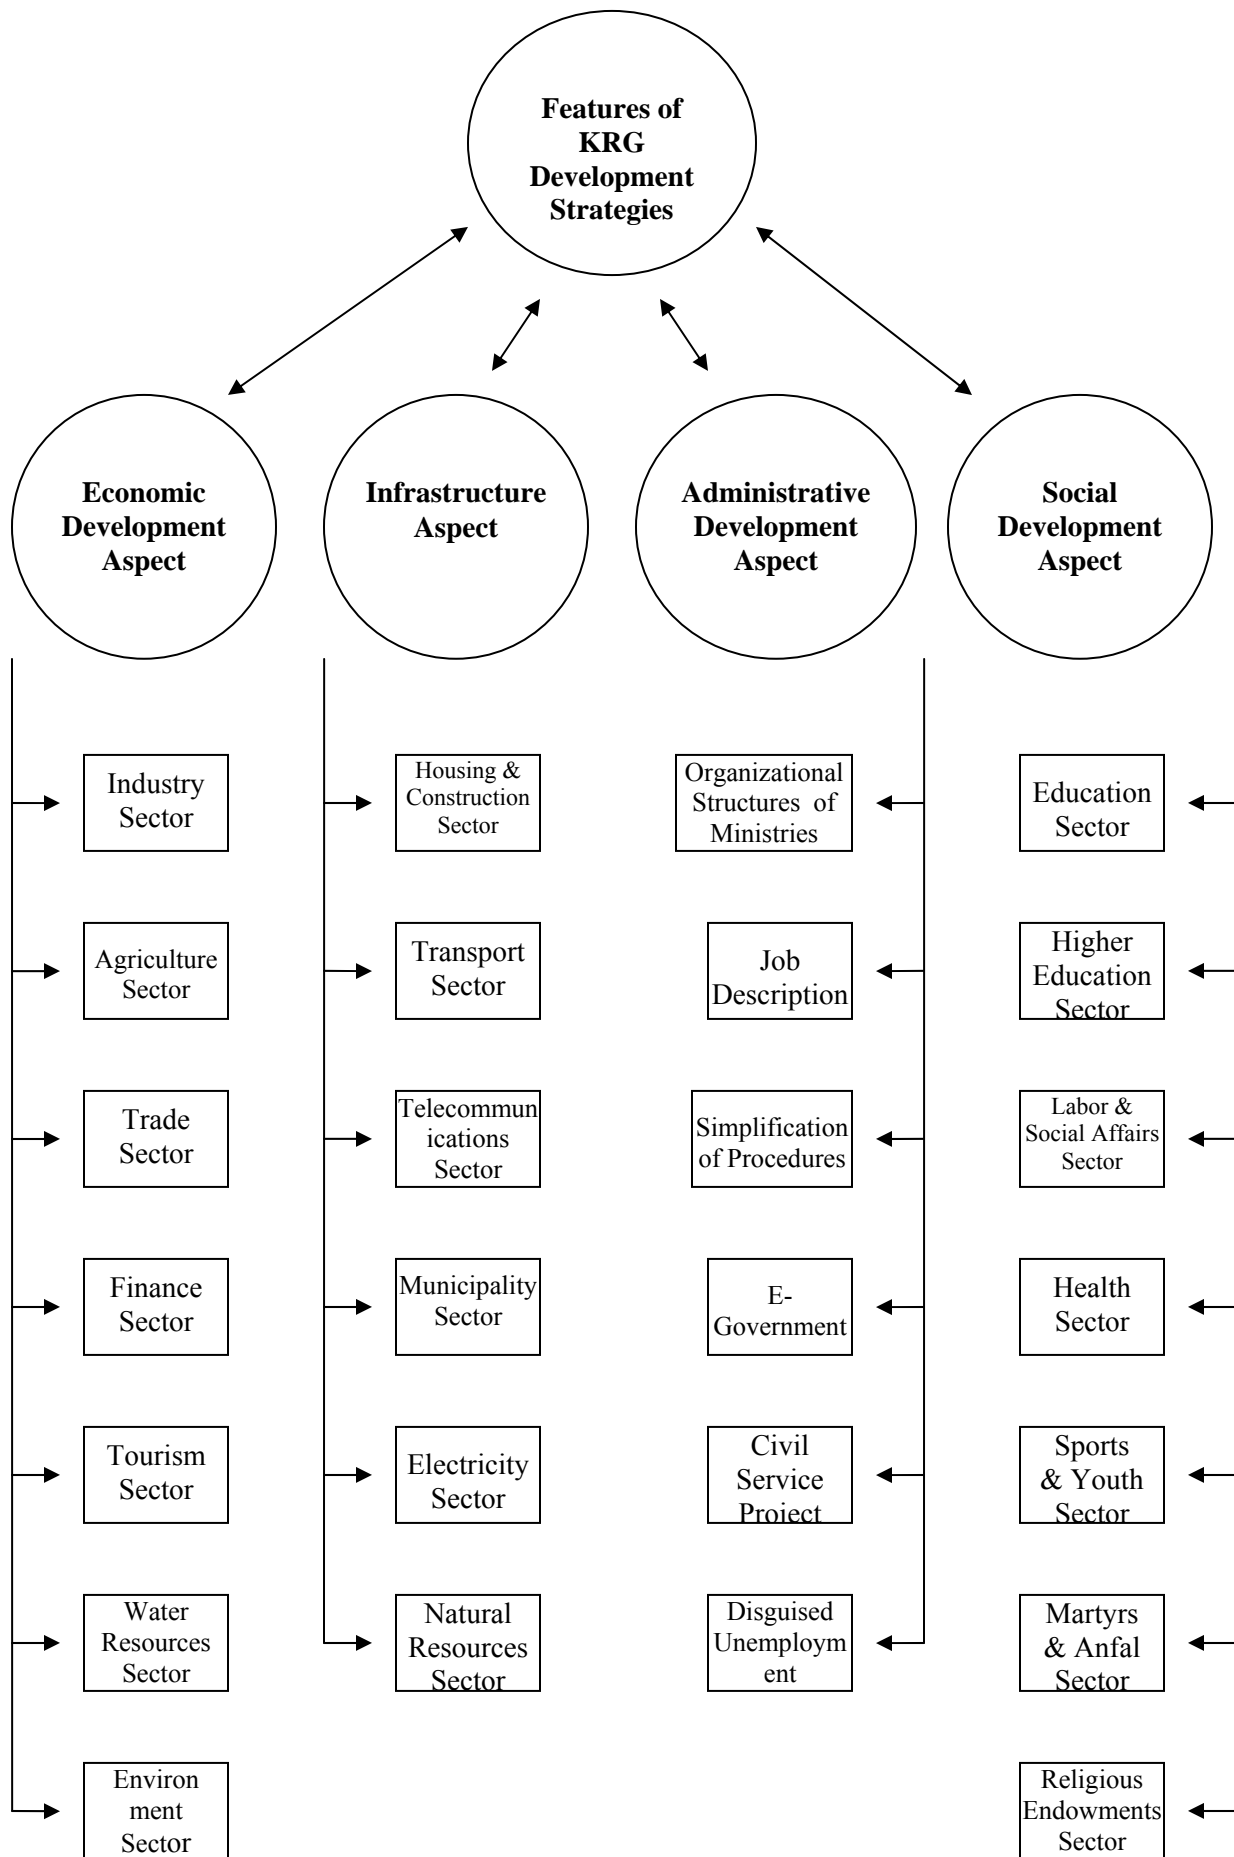 Features of
KRG
Development
Strategies
Economic
Development
Aspect
Infrastructure
Aspect
Administrative
Development
Aspect
Social
Development
Aspect
Industry
Sector
Agriculture
Sector
Trade
Sector
Finance
Sector
Tourism
Sector
Water
Resources
Sector
Environ
ment
Sector
Housing &
Construction
Sector
Transport
Sector
Telecommun
ications
Sector
Municipality
Sector
Electricity
Sector
Natural
Resources
Sector
Organizational
Structures of
Ministries
Job
Description
Simplification
of Procedures
E-
Government
Civil
Service
Project
Disguised
Unemploym
ent
Education
Sector
Higher
Education
Sector
Labor &
Social Affairs
Sector
Health
Sector
Sports
& Youth
Sector
Martyrs
& Anfal
Sector
Religious
Endowments
Sector